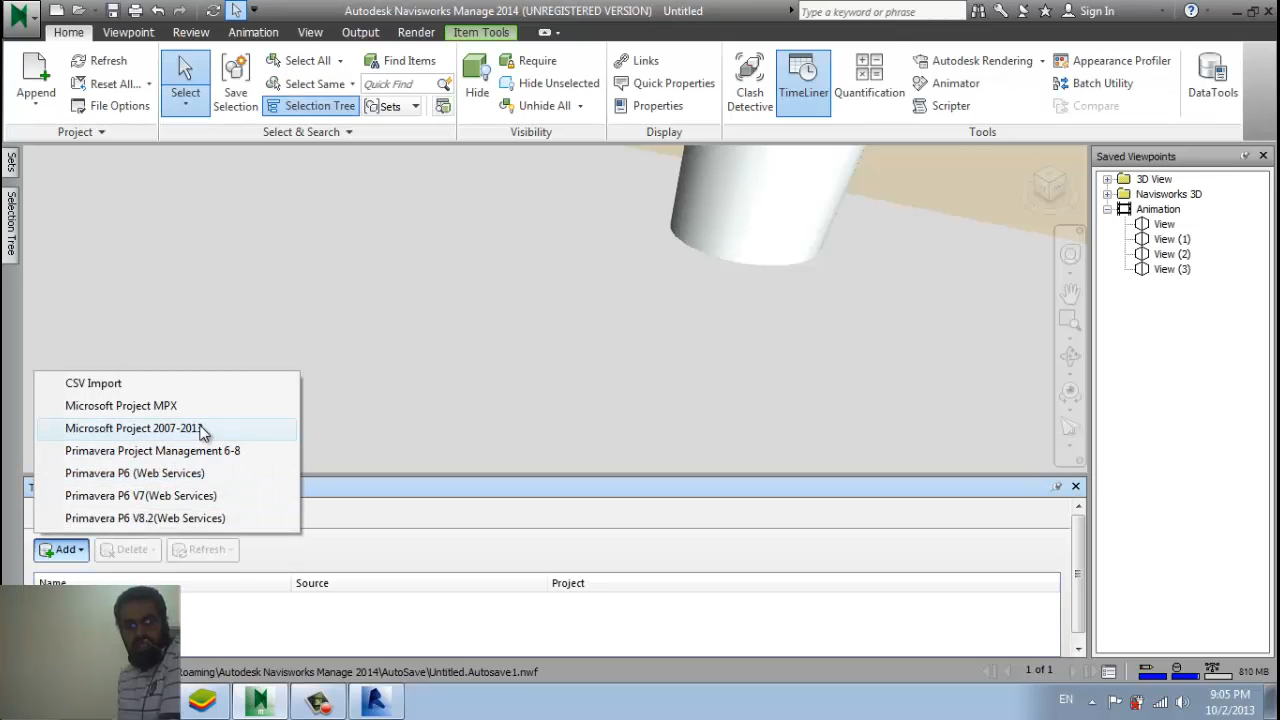 Autodesk Navisworks Manage 2014 (UNREGISTERED VERSION) Untitled
Type a keyword or phrase
Sign In
Home Viewpoint Review Animation View Output Render Item Tools
Append
Refresh
Reset All...
File Options
Project
Select
Save Selection
Select All
Select Same
Selection Tree
Find Items
Quick Find
Sets
Select & Search
Hide
Require
Hide Unselected
Unhide All
Visibility
Links
Quick Properties
Properties
Display
Clash Detective
TimeLiner
Quantification
Autodesk Rendering
Animator
Scripter
Appearance Profiler
Batch Utility
Compare
DataTools
Tools
Sets
Selection Tree
Saved Viewpoints
3D View
Navisworks 3D
Animation
View
View (1)
View (2)
View (3)
CSV Import
Microsoft Project MPX
Microsoft Project
Primavera Project Management 6-8
Primavera P6 (Web Services)
Primavera P6 V7(Web Services)
Primavera P6 V8.2(Web Services)
Add
Delete
Refresh
Name Source Project
Roaming\Autodesk Navisworks Manage 2014\AutoSave\Untitled.Autosave1.nwf
1 of 1
810 MB
EN
9:05 PM
10/2/2013